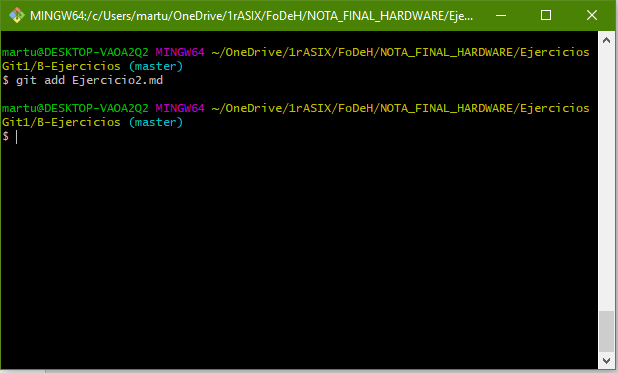 MINGW64:/c/Users/martu/OneDrive/1rASIX/FoDeH/NOTA_FINAL_HARDWARE/Eje...
martu@DESKTOP-VAOA2Q2 MINGW64 ~/OneDrive/1rASIX/FoDeH/NOTA_FINAL_HARDWARE/Ejercicios
Git1/B-Ejercicios (master)
$ git add Ejercicio2.md
martu@DESKTOP-VAOA2Q2 MINGW64 ~/OneDrive/1rASIX/FoDeH/NOTA_FINAL_HARDWARE/Ejercicios
Git1/B-Ejercicios (master)
$